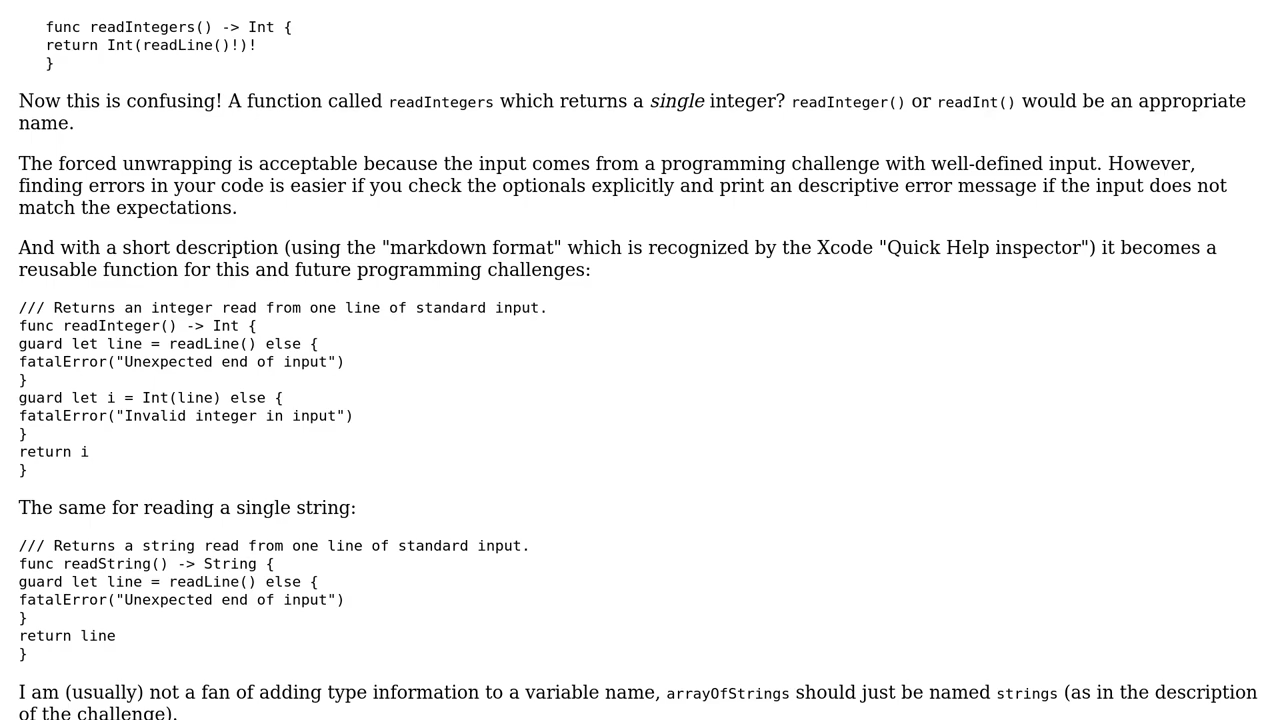 func readIntegers() -> Int {
return Int(readLine()!)!
}
Now this is confusing! A function called readIntegers which returns a single integer? readInteger() or readInt() would be an appropriate
name.
The forced unwrapping is acceptable because the input comes from a programming challenge with well-defined input. However,
finding errors in your code is easier if you check the optionals explicitly and print an descriptive error message if the input does not
match the expectations.
And with a short description (using the "markdown format" which is recognized by the Xcode "Quick Help inspector") it becomes a
reusable function for this and future programming challenges:
/// Returns an integer read from one line of standard input.
func readInteger() -> Int {
guard let line = readLine() else {
fatalError("Unexpected end of input")
}
guard let i = Int(line) else {
fatalError("Invalid integer in input")
}
return i
}
The same for reading a single string:
/// Returns a string read from one line of standard input.
func readString() -> String {
guard let line = readLine() else {
fatalError("Unexpected end of input")
}
return line
}
I am (usually) not a fan of adding type information to a variable name, arrayOfStrings should just be named strings (as in the description
of the challenge).